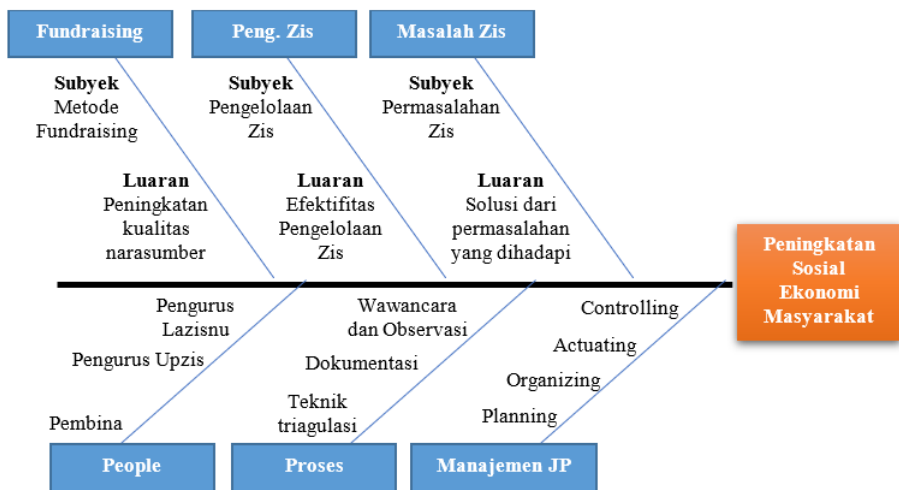 Fundraising
Peng. Zis
Masalah Zis
Subyek
Metode
Fundraising
Subyek
Pengelolaan
Zis
Subyek
Permasalahan
Zis
Luaran
Peningkatan
kualitas
narasumber
Luaran
Efektifitas
Pengelolaan
Zis
Luaran
Solusi dari
permasalahan
yang dihadapi
Peningkatan
Sosial
Ekonomi
Masyarakat
Pengurus
Lazisnu
Pengurus Upzis
Pembina
Wawancara
dan Observasi
Dokumentasi
Teknik
triagulasi
Controlling
Actuating
Organizing
Planning
People
Proses
Manajemen JP